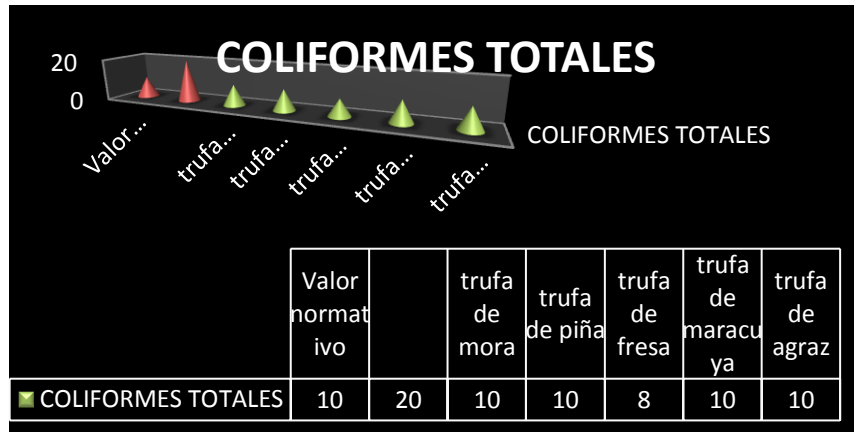 COLIFORMES TOTALES
20
0
COLIFORMES TOTALES
Valor...
trufa...
trufa...
trufa...
trufa...
trufa...
Valor
normat
ivo
trufa
de
mora
trufa
de piña
trufa
de
fresa
trufa
de
maracu
ya
trufa
de
agraz
COLIFORMES TOTALES 10 20 10 10 8 10 10